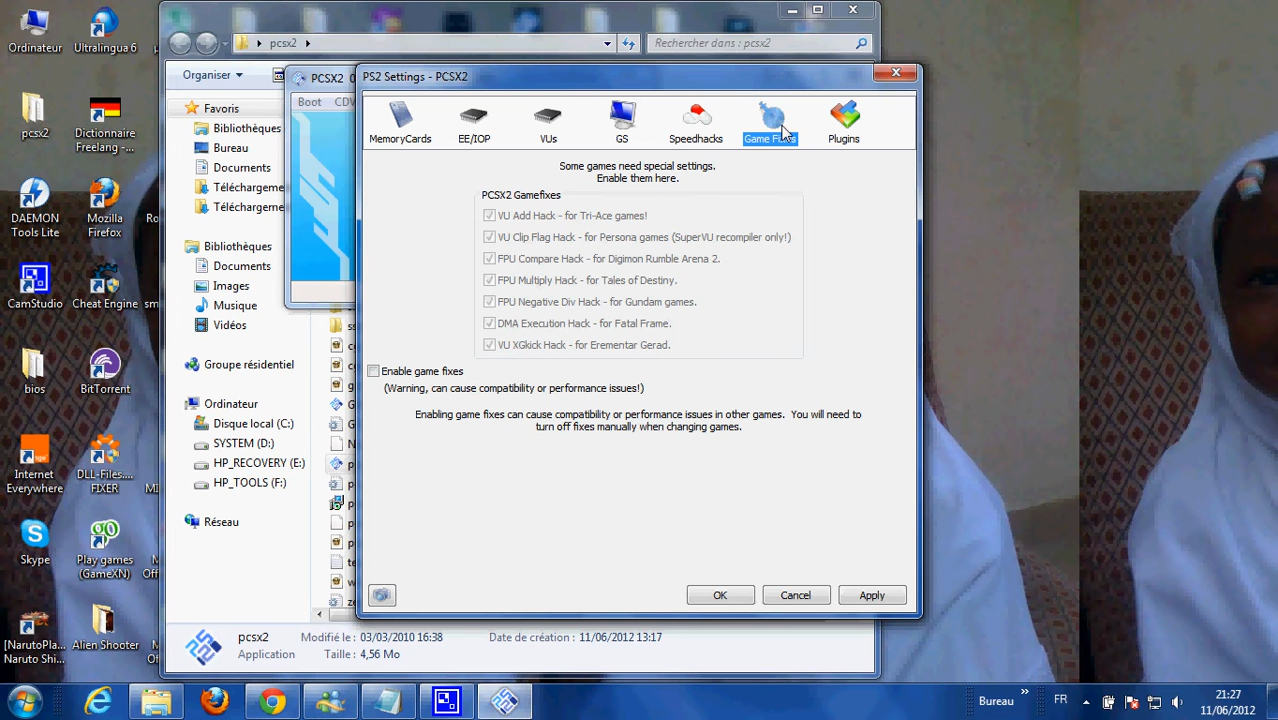 Ordinateur
Ultralingua 6
pcsx2
Dictionnaire
Freelang - ...
DAEMON
Tools Lite
Mozilla
Firefox
CamStudio
Cheat Engine
bios
BitTorrent
Internet
Everywhere
DLL-Files....
FIXER
Skype
Play games
(GameXN)
[NarutoPla...
Naruto Shi...
Alien Shooter
pcsx2
Rechercher dans : pcsx2
Organiser
Favoris
Bibliothèques
Bureau
Documents
Téléchargeme
Téléchargeme
Bibliothèques
Documents
Images
Musique
Vidéos
Groupe résidentiel
Ordinateur
Disque local (C:)
SYSTEM (D:)
HP_RECOVERY (E:)
HP_TOOLS (F:)
Réseau
PCSX2 0
Boot CDV
PS2 Settings - PCSX2
MemoryCards
EE/IOP
VUs
GS
Speedhacks
Game Fixes
Plugins
Some games need special settings.
Enable them here.
PCSX2 Gamefixes
VU Add Hack - for Tri-Ace games!
VU Clip Flag Hack - for Persona games (SuperVU recompiler only!)
FPU Compare Hack - for Digimon Rumble Arena 2.
FPU Multiply Hack - for Tales of Destiny.
FPU Negative Div Hack - for Gundam games.
DMA Execution Hack - for Fatal Frame.
VU XGkick Hack - for Erementar Gerad.
Enable game fixes
(Warning, can cause compatibility or performance issues!)
Enabling game fixes can cause compatibility or performance issues in other games. You will need to
turn off fixes manually when changing games.
OK
Cancel
Apply
pcsx2
Modifié le : 03/03/2010 16:38
Date de création : 11/06/2012 13:17
Application
Taille : 4,56 Mo
Bureau
FR
21:27
11/06/2012